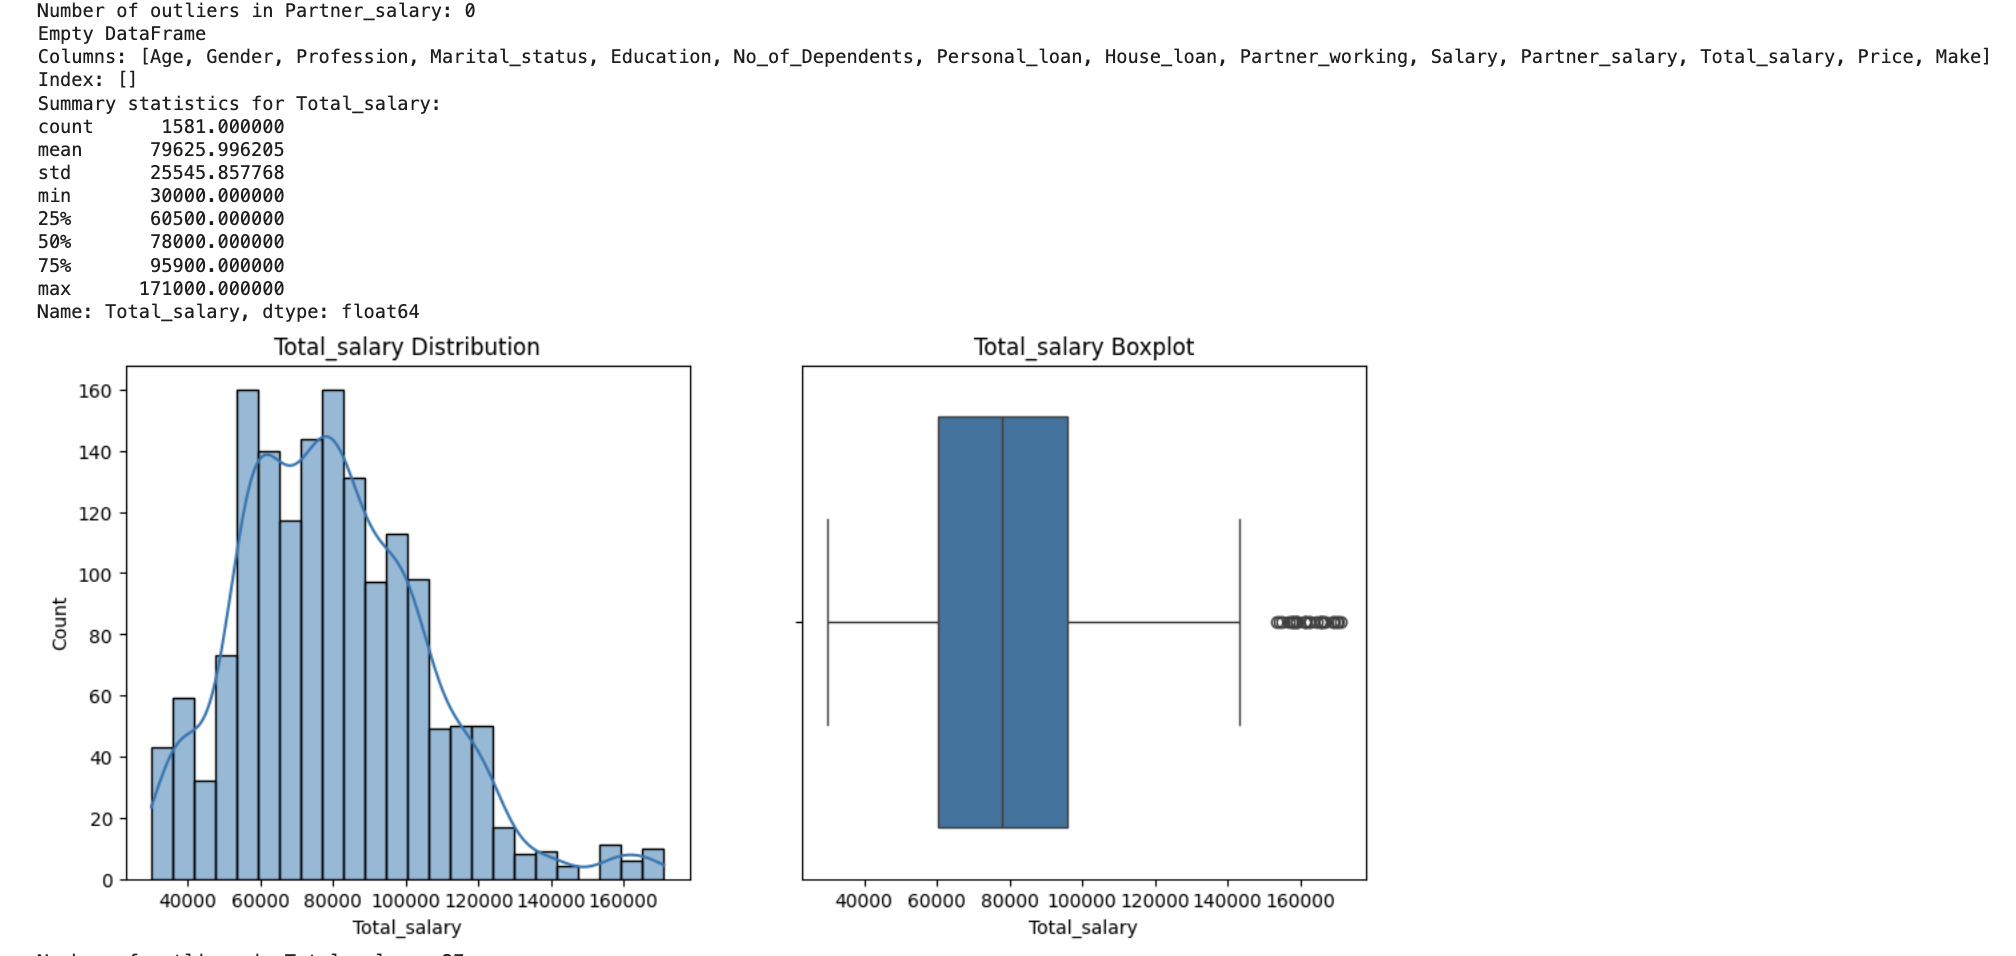 Number of outliers in Partner_salary: 0
Empty DataFrame
Columns: [Age, Gender, Profession, Marital_status, Education, No_of_Dependents, Personal_loan, House_loan, Partner_working, Salary, Partner_salary, Total_salary, Price, Make]
Index: []
Summary statistics for Total_salary:
count 1581.000000
mean 79625.996205
std 25545.857768
min 30000.000000
25% 60500.000000
50% 78000.000000
75% 95900.000000
max 171000.000000
Name: Total_salary, dtype: float64
Total_salary Distribution
160
140
120
100
80
60
40
20
0
Count
40000 60000 80000 100000 120000 140000 160000
Total_salary
Total_salary Boxplot
40000 60000 80000 100000 120000 140000 160000
Total_salary